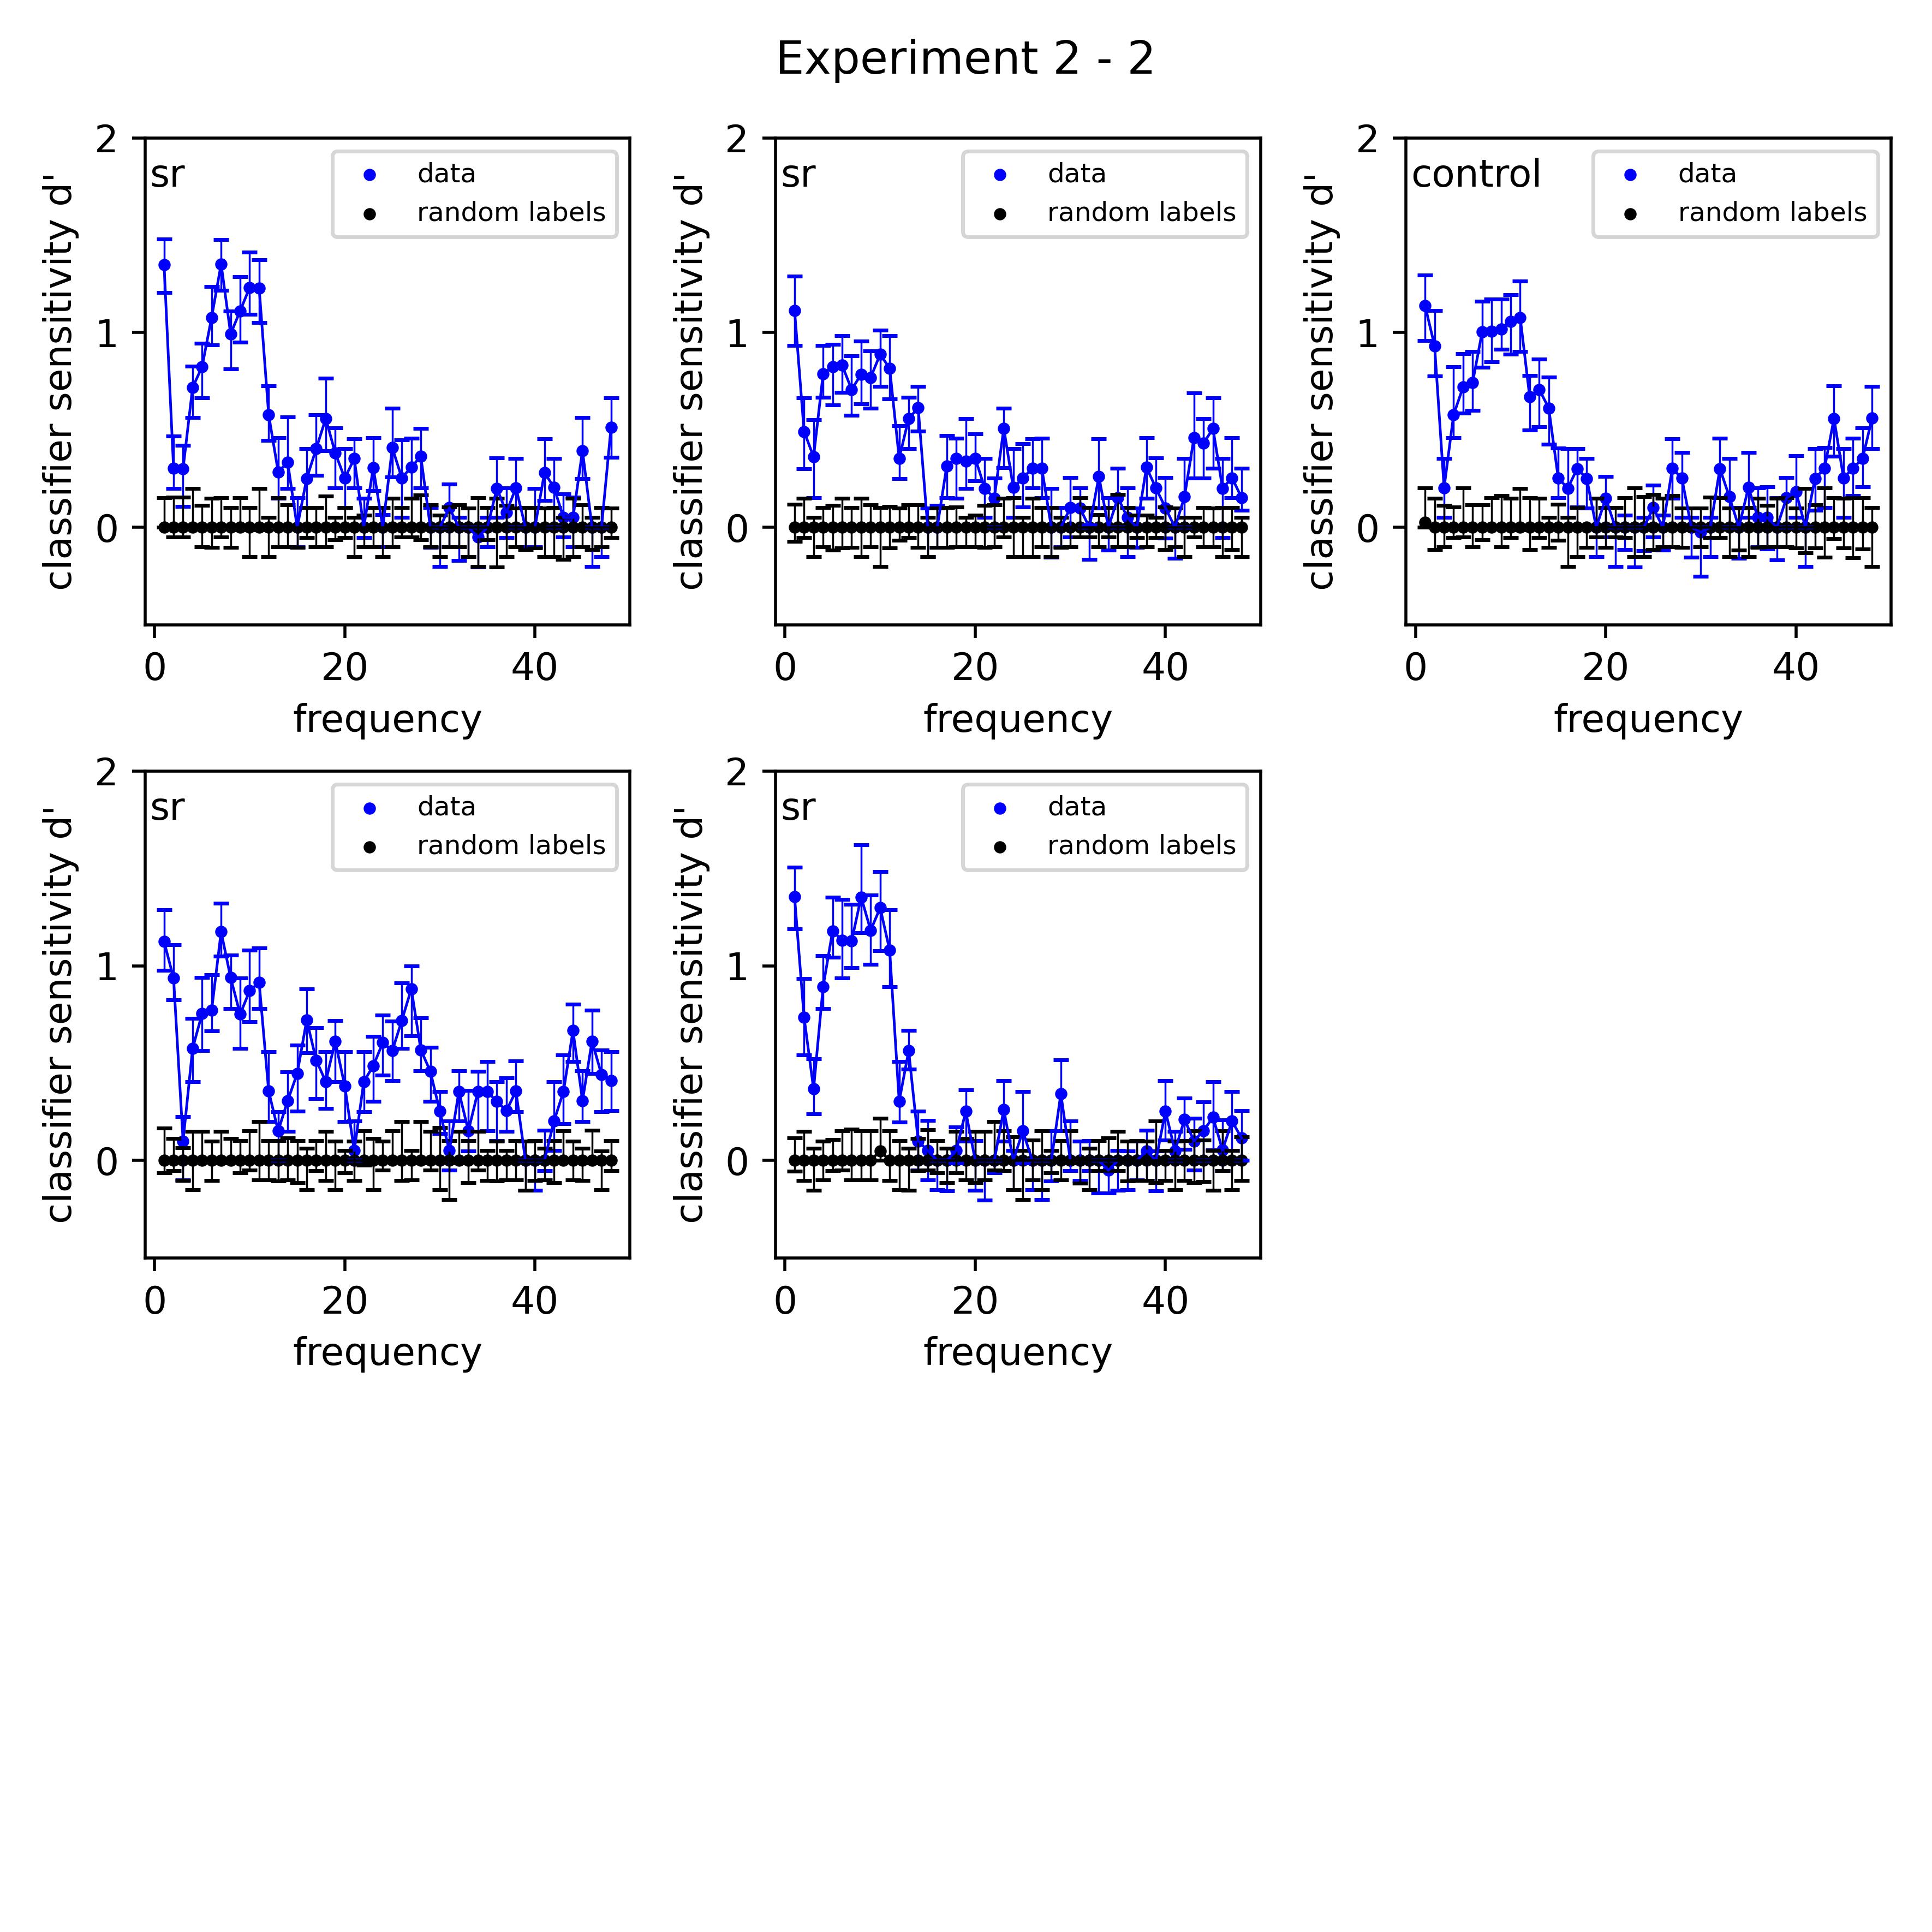 Experiment 2 - 2
sr
data
random labels
classifier sensitivity d'
2
1
0
0 20 40
frequency
sr
data
random labels
classifier sensitivity d'
2
1
0
0 20 40
frequency
control
data
random labels
classifier sensitivity d'
2
1
0
0 20 40
frequency
sr
data
random labels
classifier sensitivity d'
2
1
0
0 20 40
frequency
sr
data
random labels
classifier sensitivity d'
2
1
0
0 20 40
frequency